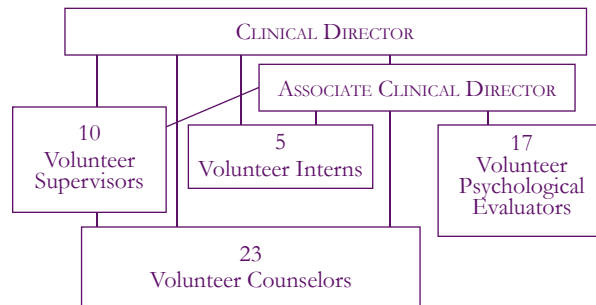 CLINICAL DIRECTOR
ASSOCIATE CLINICAL DIRECTOR
10
Volunteer
Supervisors
5
Volunteer Interns
17
Volunteer
Psychological
Evaluators
23
Volunteer Counselors